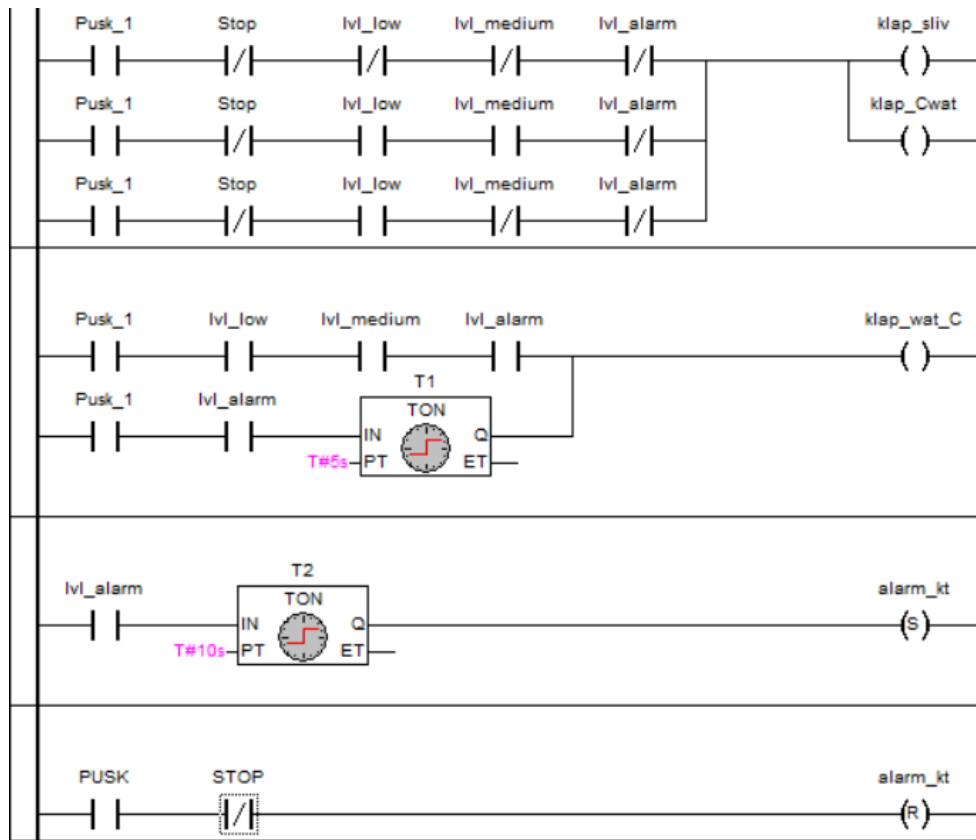 Pusk_1 Stop lvl_low lvl_medium lvl_alarm klap_sliv
Pusk_1 Stop lvl_low lvl_medium lvl_alarm klap_Cwat
Pusk_1 Stop lvl_low lvl_medium lvl_alarm
Pusk_1 lvl_low lvl_medium lvl_alarm klap_wat_C
T1
Pusk_1 lvl_alarm TON
IN Q
T#5s PT ET
T2
lvl_alarm TON alarm_kt
IN Q S
T#10s PT ET
PUSK STOP alarm_kt
R